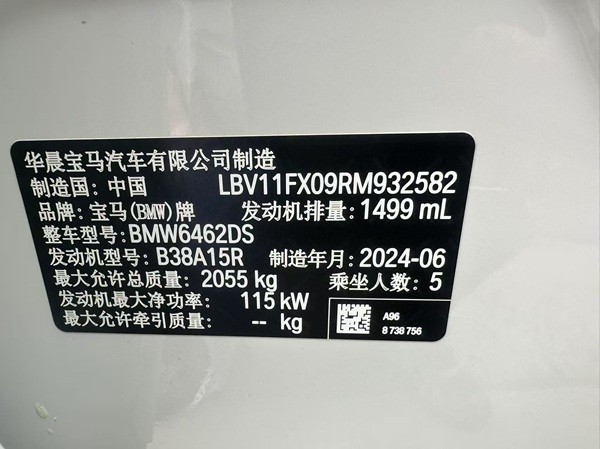 华晨宝马汽车有限公司制造
制造国：中国 LBV11FX09RM932582
品牌：宝马(BMW)牌 发动机排量：1499 mL
整车型号：BMW6462DS
发动机型号：B38A15R 制造年月：2024-06
最大允许总质量：2055 kg 乘坐人数：5
发动机最大净功率： 115 kW
最大允许牵引质量： -- kg
A96
8 738 756